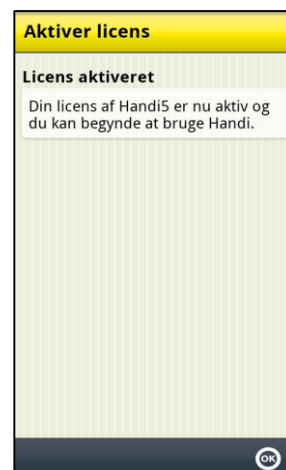 Aktiver licens
Licens aktiveret
Din licens af Handi5 er nu aktiv og
du kan begynde at bruge Handi.
OK